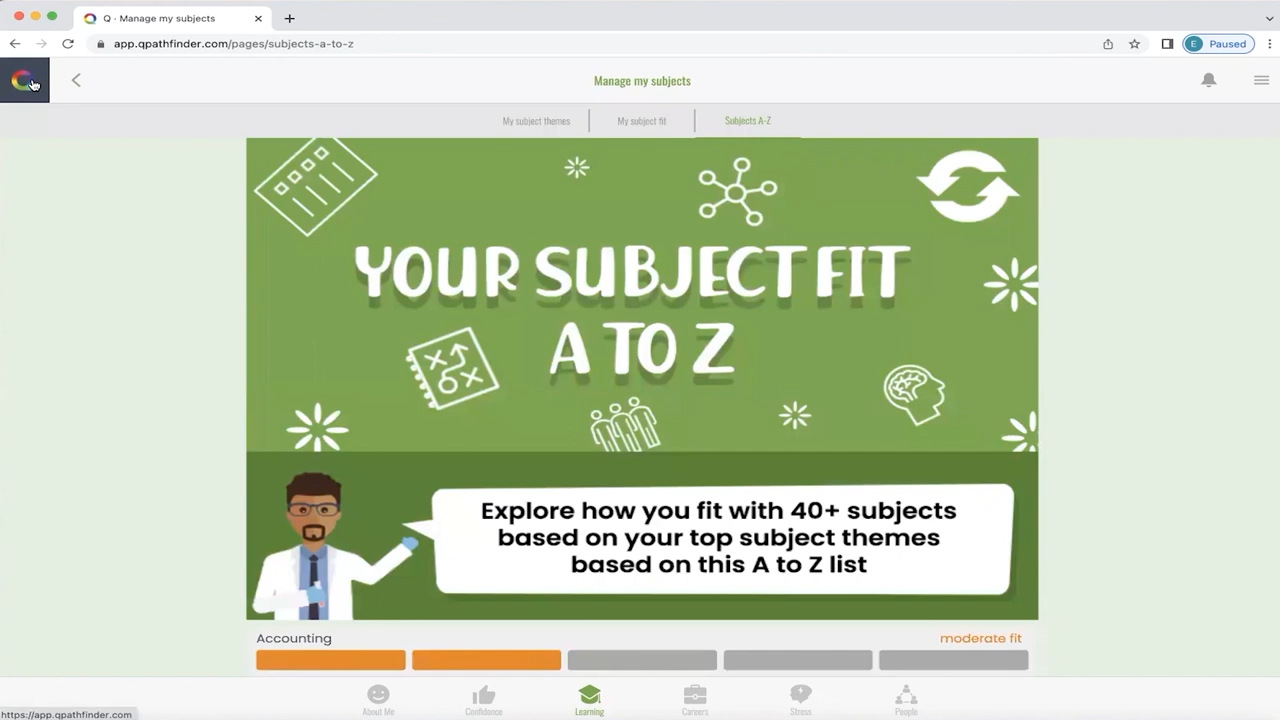 Q - Manage my subjects
app.qpathfinder.com/pages/subjects-a-to-z
E Paused
Manage my subjects
My subject themes
My subject fit
Subjects A-Z
YOUR SUBJECT FIT
A TO Z
Explore how you fit with 40+ subjects
based on your top subject themes
based on this A to Z list
Accounting
moderate fit
About Me
Confidence
Learning
Careers
Stress
People
https://app.qpathfinder.com